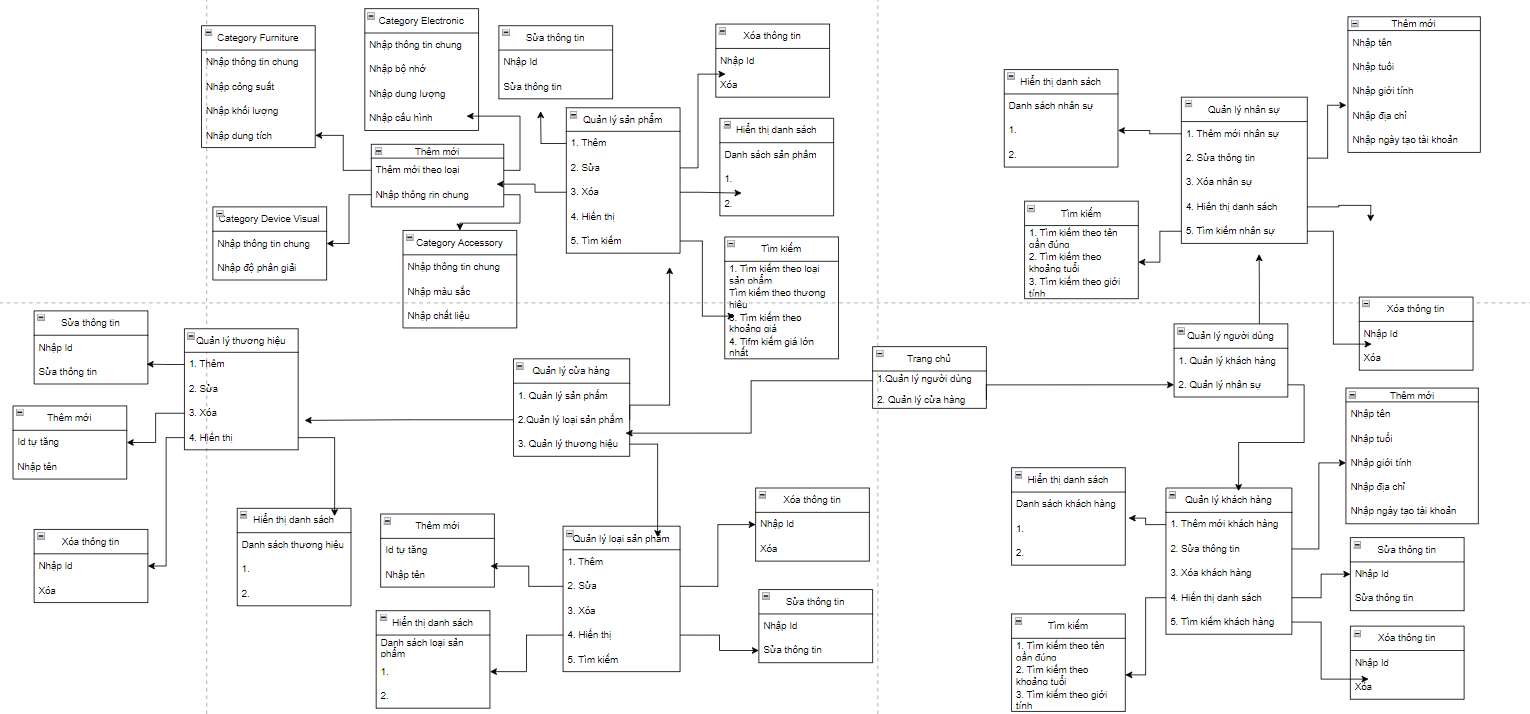 Category Furniture
Nhập thông tin chung
Nhập công suất
Nhập khối lượng
Nhập dung tích
Category Electronic
Nhập thông tin chung
Nhập bộ nhớ
Nhập dung lượng
Nhập cấu hình
Sửa thông tin
Nhập Id
Sửa thông tin
Xóa thông tin
Nhập Id
Xóa
Thêm mới
Thêm mới theo loại
Nhập thông rin chung
Quản lý sản phẩm
1. Thêm
2. Sửa
3. Xóa
4. Hiển thị
5. Tìm kiếm
Hiển thị danh sách
Danh sách sản phẩm
1.
2.
Category Device Visual
Nhập thông tin chung
Nhập độ phân giải
Category Accessory
Nhập thông tin chung
Nhập màu sắc
Nhập chất liệu
Tìm kiếm
1. Tìm kiếm theo loại
sản phẩm
Tìm kiếm theo thương
hiệu
3. Tìm kiếm theo
khoảng giá
4. Tifm kiếm giá lớn
nhất
Hiển thị danh sách
Danh sách nhân sự
1.
2.
Quản lý nhân sự
1. Thêm mới nhân sự
2. Sửa thông tin
3. Xóa nhân sự
4. Hiển thị danh sách
5. Tìm kiếm nhân sự
Thêm mới
Nhập tên
Nhập tuổi
Nhập giới tính
Nhập địa chỉ
Nhập ngày tạo tài khoản
Tìm kiếm
1. Tìm kiếm theo tên
gần đúng
2. Tìm kiếm theo
khoảng tuổi
3. Tìm kiếm theo giới
tính
Xóa thông tin
Nhập Id
Xóa
Sửa thông tin
Nhập Id
Sửa thông tin
Quản lý thương hiệu
1. Thêm
2. Sửa
3. Xóa
4. Hiển thị
Thêm mới
Id tự tăng
Nhập tên
Xóa thông tin
Nhập Id
Xóa
Hiển thị danh sách
Danh sách thương hiệu
1.
2.
Quản lý cửa hàng
1. Quản lý sản phẩm
2.Quản lý loại sản phẩm
3. Quản lý thương hiệu
Trang chủ
1.Quản lý người dùng
2. Quản lý cửa hàng
Quản lý người dùng
1. Quản lý khách hàng
2. Quản lý nhân sự
Thêm mới
Id tự tăng
Nhập tên
Hiển thị danh sách
Danh sách loại sản
phẩm
1.
2.
Quản lý loại sản phẩm
1. Thêm
2. Sửa
3. Xóa
4. Hiển thị
5. Tìm kiếm
Xóa thông tin
Nhập Id
Xóa
Sửa thông tin
Nhập Id
Sửa thông tin
Hiển thị danh sách
Danh sách khách hàng
1.
2.
Quản lý khách hàng
1. Thêm mới khách hàng
2. Sửa thông tin
3. Xóa khách hàng
4. Hiển thị danh sách
5. Tìm kiếm khách hàng
Thêm mới
Nhập tên
Nhập tuổi
Nhập giới tính
Nhập địa chỉ
Nhập ngày tạo tài khoản
Sửa thông tin
Nhập Id
Sửa thông tin
Tìm kiếm
1. Tìm kiếm theo tên
gần đúng
2. Tìm kiếm theo
khoảng tuổi
3. Tìm kiếm theo giới
tính
Xóa thông tin
Nhập Id
Xóa